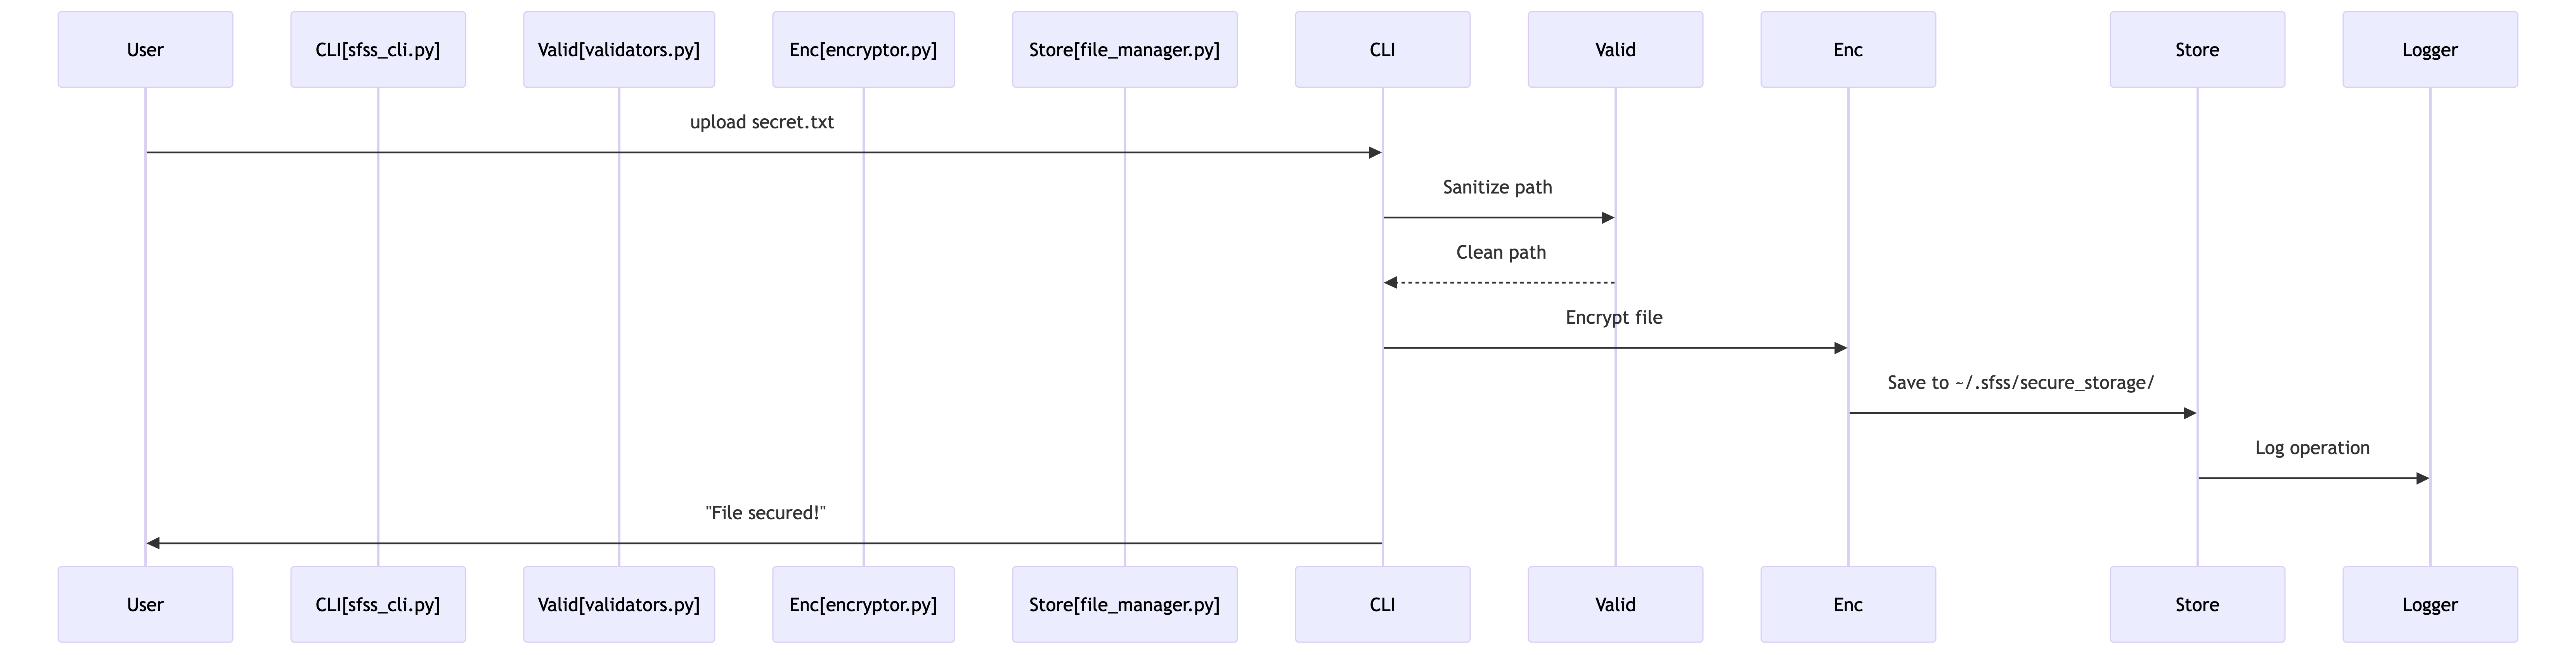 User
CLI[sfss_cli.py]
Valid[validators.py]
Enc[encryptor.py]
Store[file_manager.py]
CLI
Valid
Enc
Store
Logger
upload secret.txt
Sanitize path
Clean path
Encrypt file
Save to ~/.sfss/secure_storage/
Log operation
"File secured!"
User
CLI[sfss_cli.py]
Valid[validators.py]
Enc[encryptor.py]
Store[file_manager.py]
CLI
Valid
Enc
Store
Logger